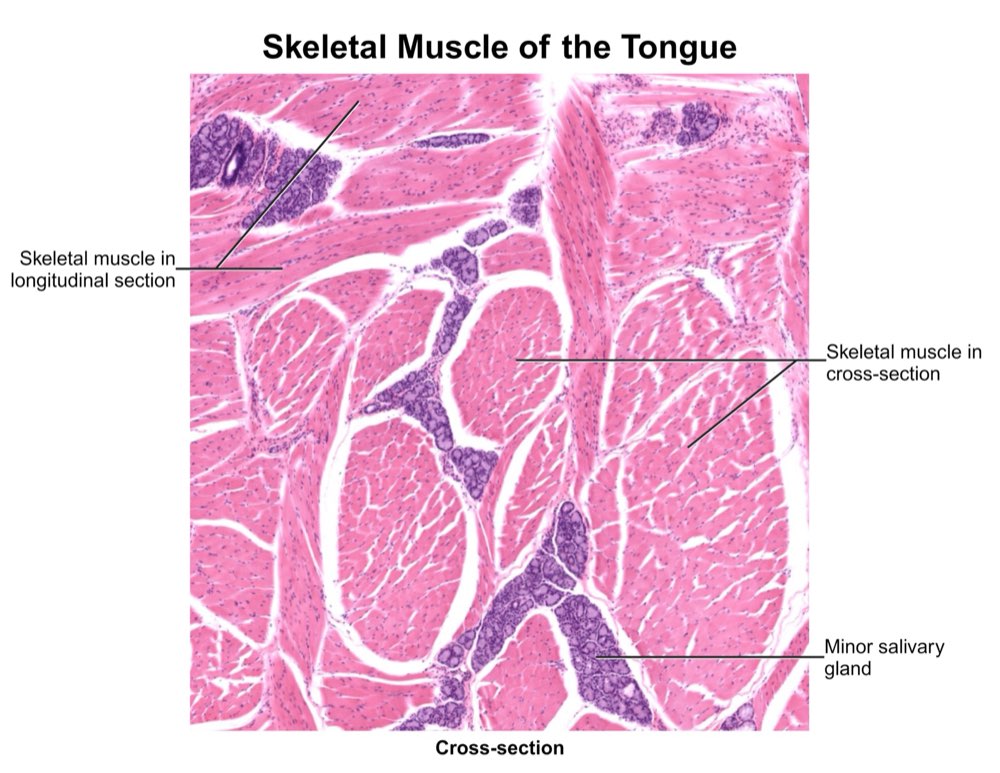 Skeletal Muscle of the Tongue
Skeletal muscle in
longitudinal section
Skeletal muscle in
cross-section
Minor salivary
gland
Cross-section